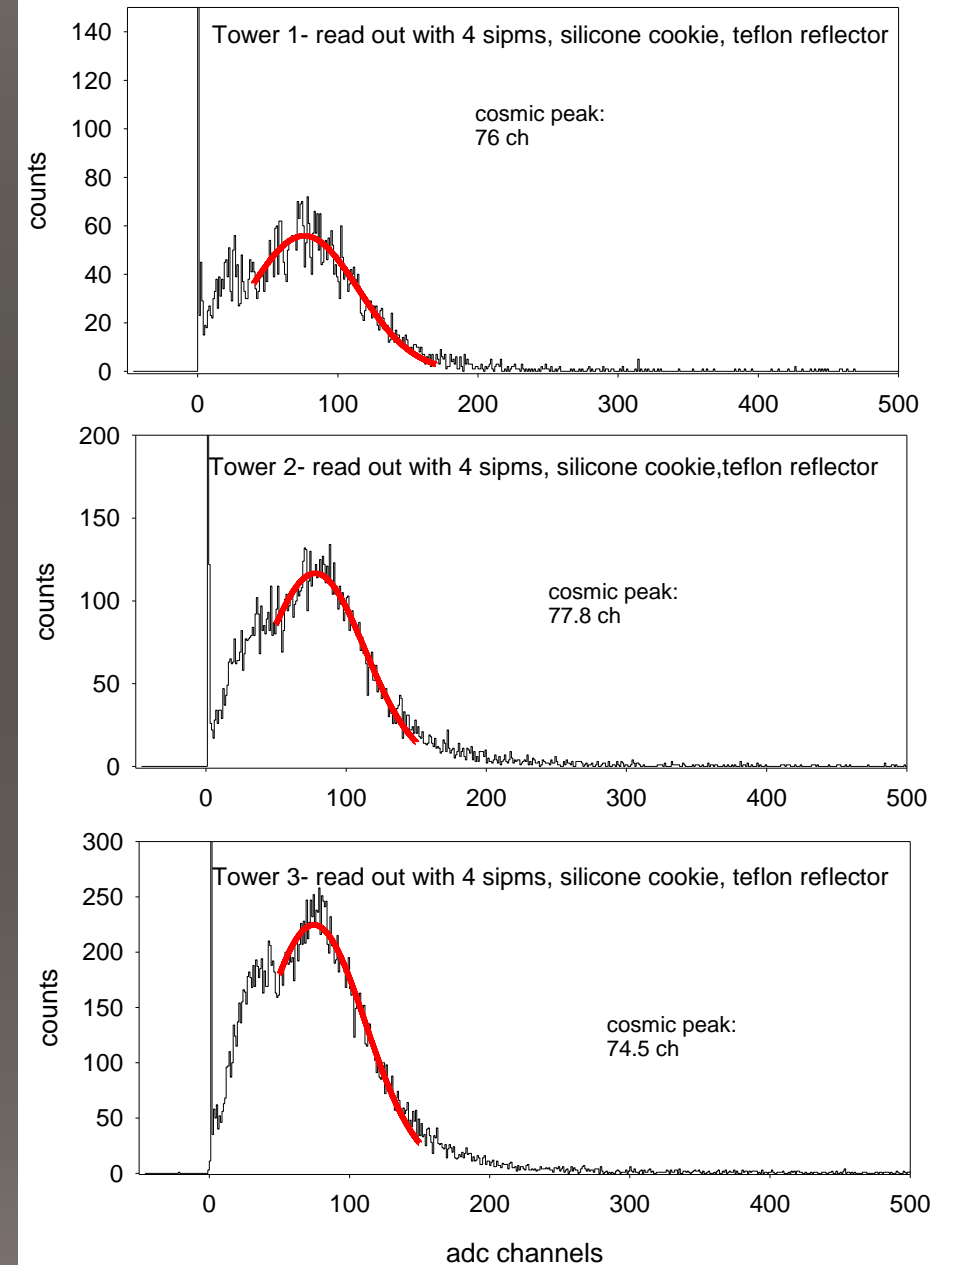 Tower 1- read out with 4 sipms, silicone cookie, teflon reflector
cosmic peak:
76 ch
counts
140
120
100
80
60
40
20
0
0 100 200 300 400 500
Tower 2- read out with 4 sipms, silicone cookie,teflon reflector
cosmic peak:
77.8 ch
counts
200
150
100
50
0
0 100 200 300 400 500
Tower 3- read out with 4 sipms, silicone cookie, teflon reflector
cosmic peak:
74.5 ch
counts
300
250
200
150
100
50
0
0 100 200 300 400 500
adc channels